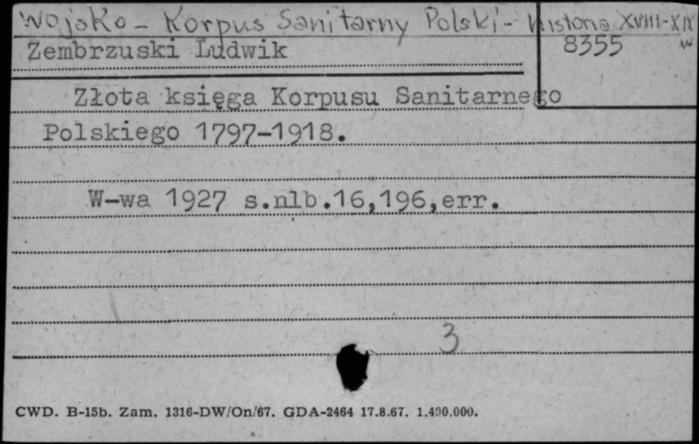 Wojsko - Korpus Sanitarny Polski - Historia XVIII-XIX w
Zembrzuski Ludwik 8355
Złota księga Korpusu Sanitarnego
Polskiego 1797-1918.
W-wa 1927 s.nlb.16,196,err.
3
CWD. B-15b. Zam. 1316-DW/On/67. GDA-2464 17.8.67. 1.400.000.